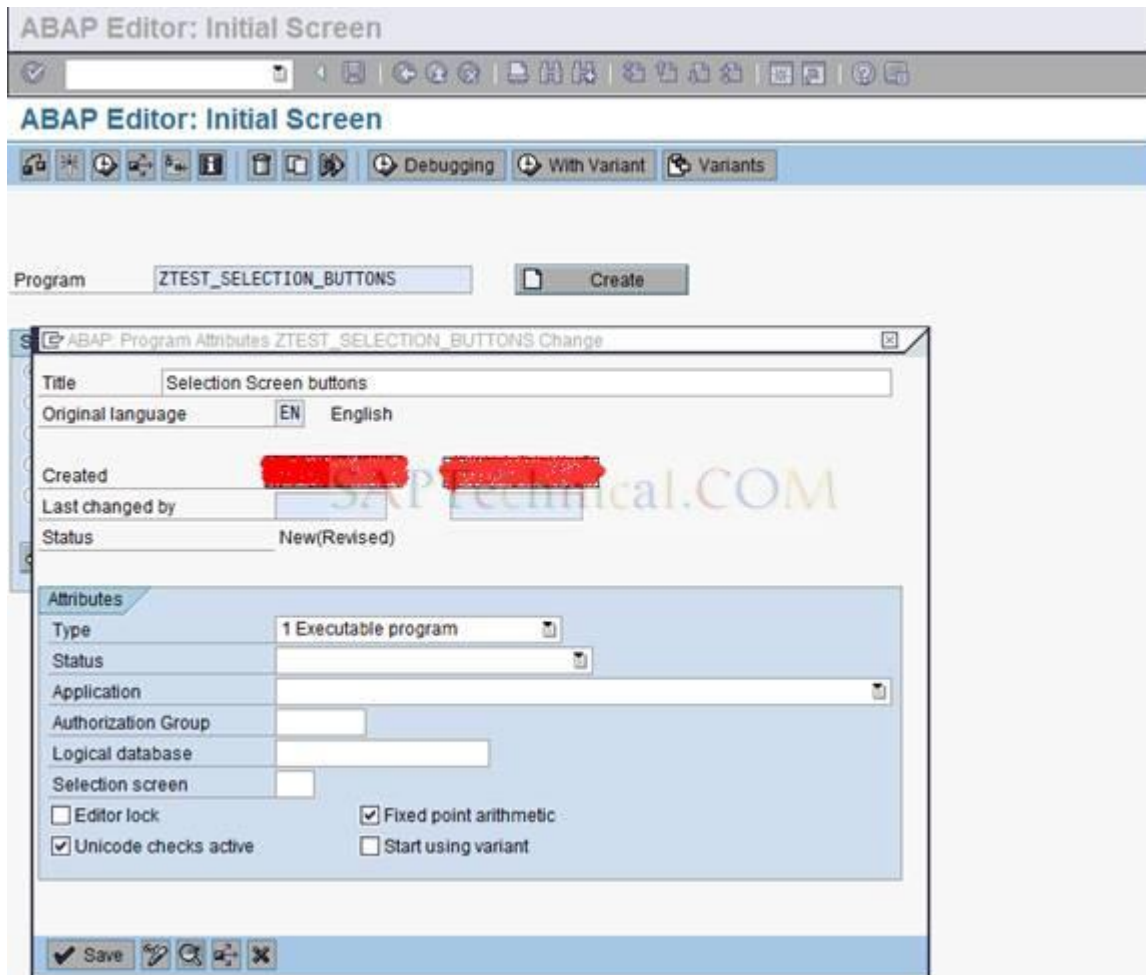 ABAP Editor: Initial Screen
ABAP Editor: Initial Screen
Debugging With Variant Variants
Program ZTEST_SELECTION_BUTTONS Create
ABAP: Program Attributes ZTEST_SELECTION_BUTTONS Change
Title Selection Screen buttons
Original language EN English
Created
SAPTechnical.COM
Last changed by
Status New(Revised)
Attributes
Type 1 Executable program
Status
Application
Authorization Group
Logical database
Selection screen
Editor lock Fixed point arithmetic
Unicode checks active Start using variant
Save